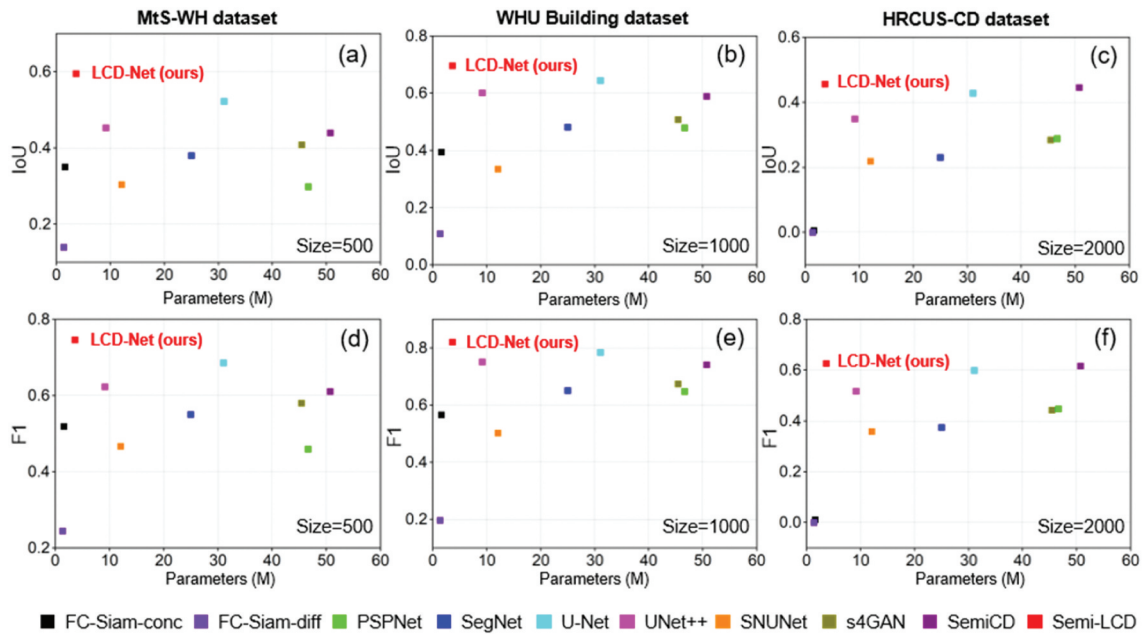 MtS-WH dataset
WHU Building dataset
HRCUS-CD dataset
(a)
LCD-Net (ours)
Size=500
IoU
0.6
0.4
0.2
0 10 20 30 40 50 60
Parameters (M)
(b)
LCD-Net (ours)
Size=1000
IoU
0.8
0.6
0.4
0.2
0.0
0 10 20 30 40 50 60
Parameters (M)
(c)
LCD-Net (ours)
Size=2000
IoU
0.6
0.4
0.2
0.0
0 10 20 30 40 50 60
Parameters (M)
(d)
LCD-Net (ours)
Size=500
F1
0.8
0.6
0.4
0.2
0 10 20 30 40 50 60
Parameters (M)
(e)
LCD-Net (ours)
Size=1000
F1
0.8
0.6
0.4
0.2
0 10 20 30 40 50 60
Parameters (M)
(f)
LCD-Net (ours)
Size=2000
F1
0.8
0.6
0.4
0.2
0.0
0 10 20 30 40 50 60
Parameters (M)
FC-Siam-conc FC-Siam-diff PSPNet SegNet U-Net UNet++ SNUNet s4GAN SemiCD Semi-LCD